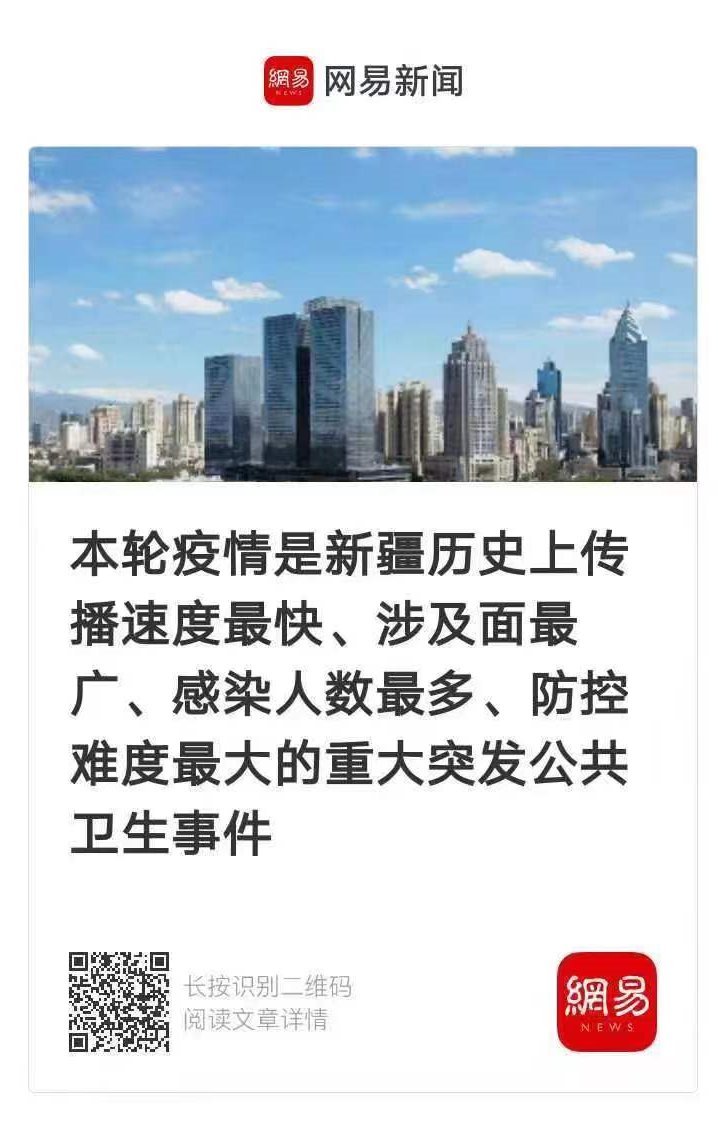 網易
NEWS
网易新闻
本轮疫情是新疆历史上传
播速度最快、涉及面最
广、感染人数最多、防控
难度最大的重大突发公共
卫生事件
长按识别二维码
阅读文章详情
網易
NEWS